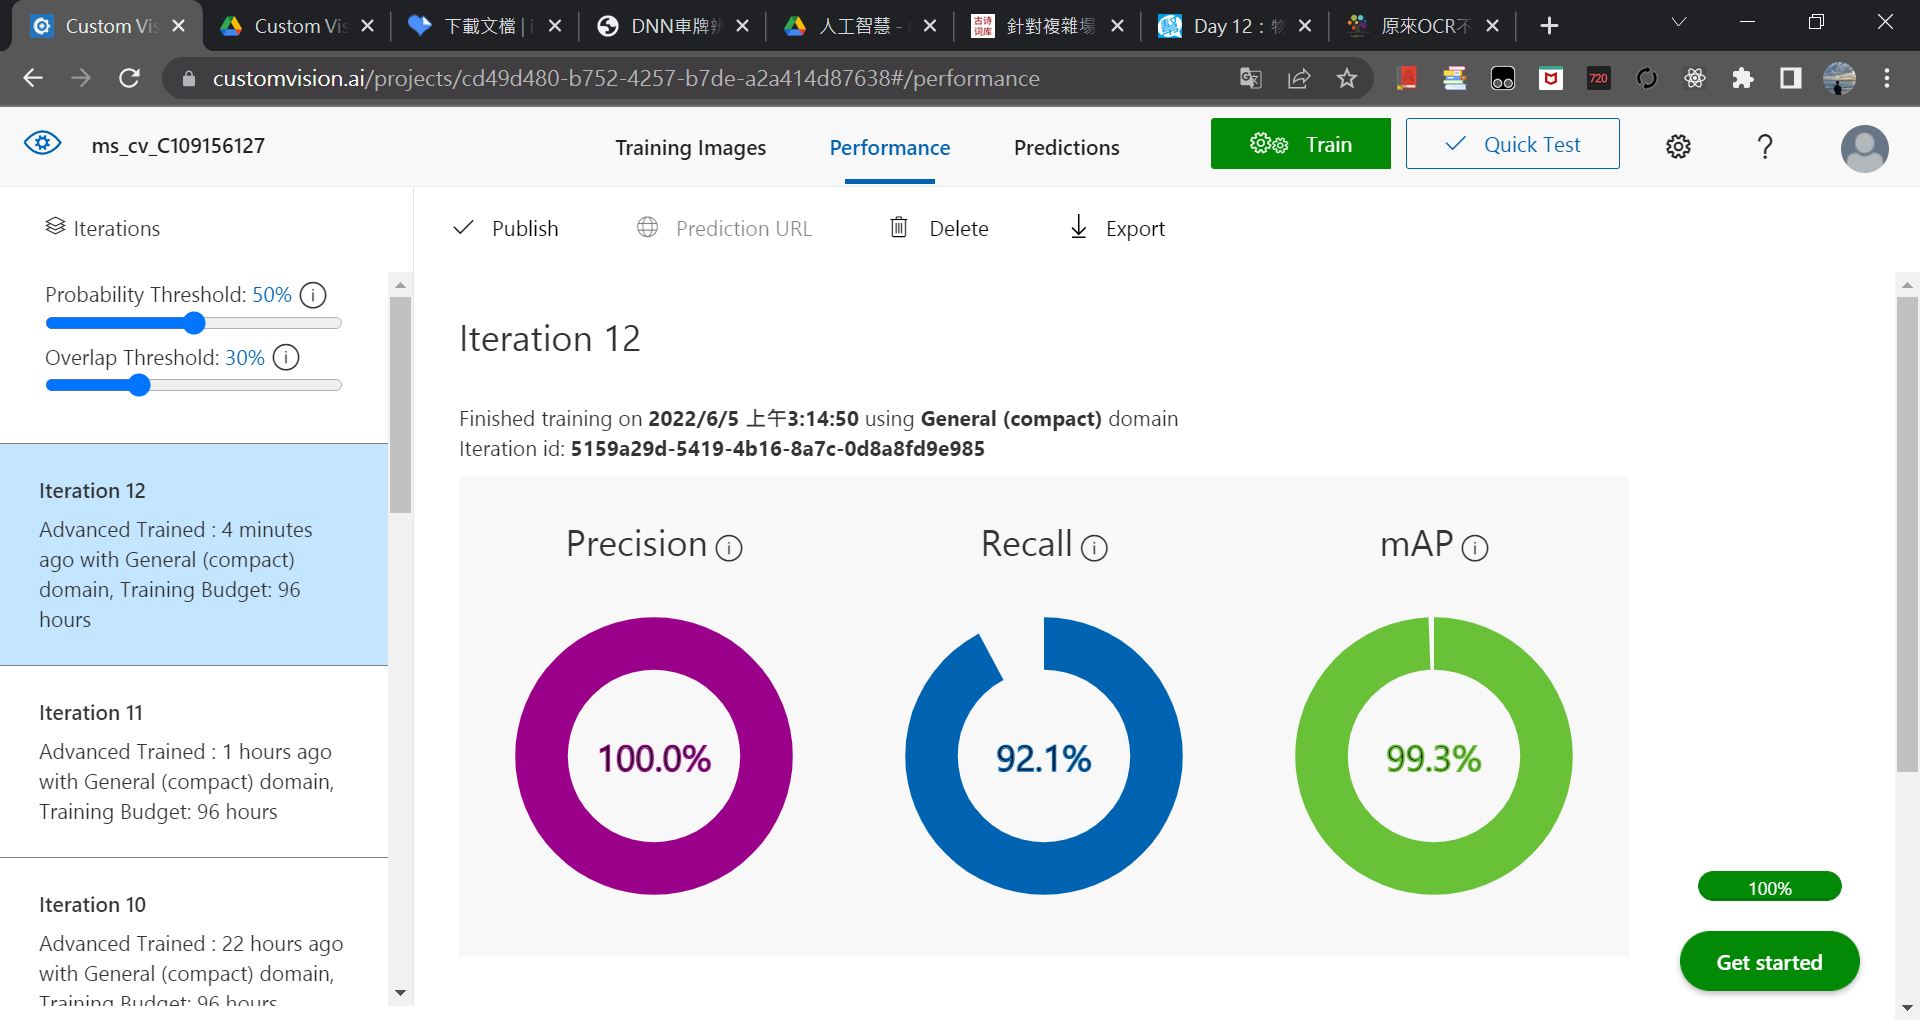 Custom Vis
Custom Vis
下載文檔 | i
DNN車牌辨
人工智慧 -
針對複雜場
Day 12：物
原來OCR不
customvision.ai/projects/cd49d480-b752-4257-b7de-a2a414d87638#/performance
720
ms_cv_C109156127
Training Images
Performance
Predictions
Train
Quick Test
?
Iterations
Publish
Prediction URL
Delete
Export
Probability Threshold: 50%
Overlap Threshold: 30%
Iteration 12
Advanced Trained : 4 minutes
ago with General (compact)
domain, Training Budget: 96
hours
Iteration 11
Advanced Trained : 1 hours ago
with General (compact) domain,
Training Budget: 96 hours
Iteration 10
Advanced Trained : 22 hours ago
with General (compact) domain,
Training Budget: 96 hours
Iteration 12
Finished training on 2022/6/5 上午3:14:50 using General (compact) domain
Iteration id: 5159a29d-5419-4b16-8a7c-0d8a8fd9e985
Precision
Recall
mAP
100.0%
92.1%
99.3%
100%
Get started